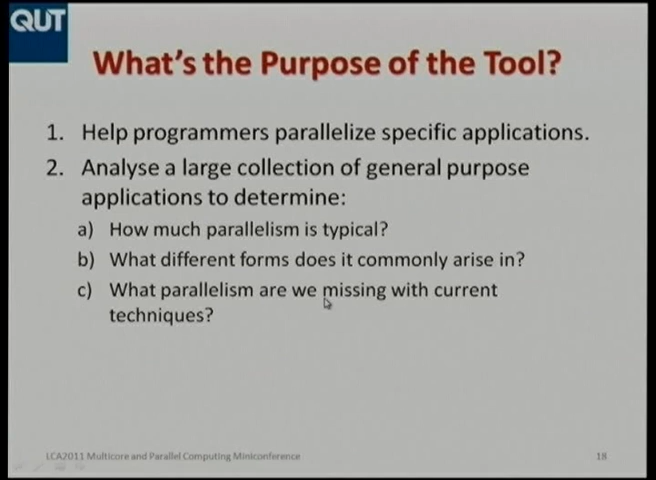 QUT
What's the Purpose of the Tool?
1. Help programmers parallelize specific applications.
2. Analyse a large collection of general purpose
applications to determine:
a) How much parallelism is typical?
b) What different forms does it commonly arise in?
c) What parallelism are we missing with current
techniques?
LCA2011 Multicore and Parallel Computing Miniconference
18